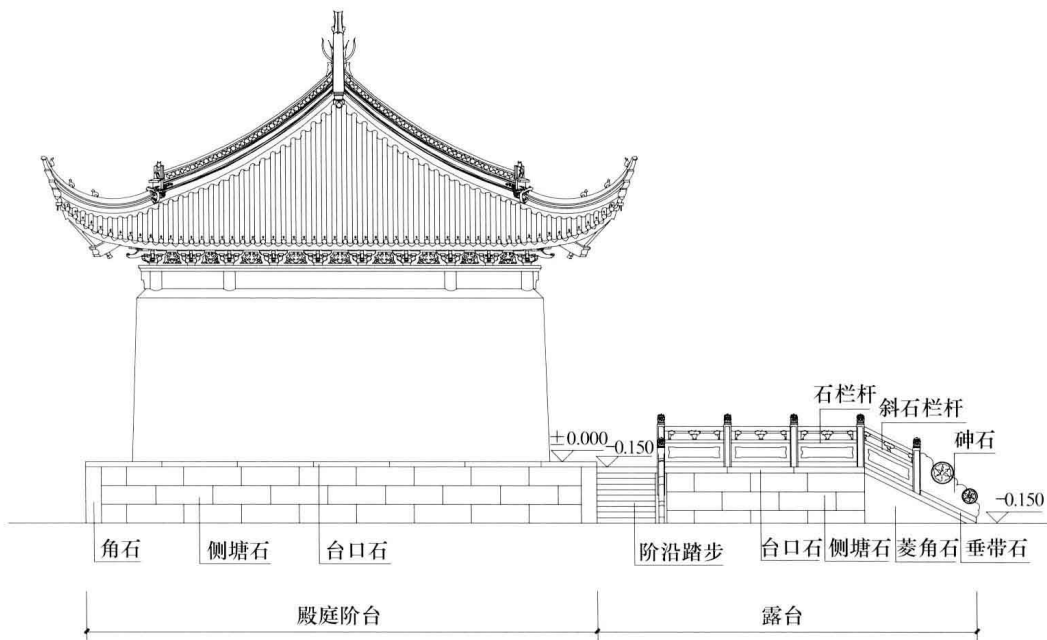 石栏杆
斜石栏杆
砷石
±0.000
-0.150
-0.150
角石
侧塘石
台口石
阶沿踏步
台口石
侧塘石
菱角石
垂带石
殿庭阶台
露台